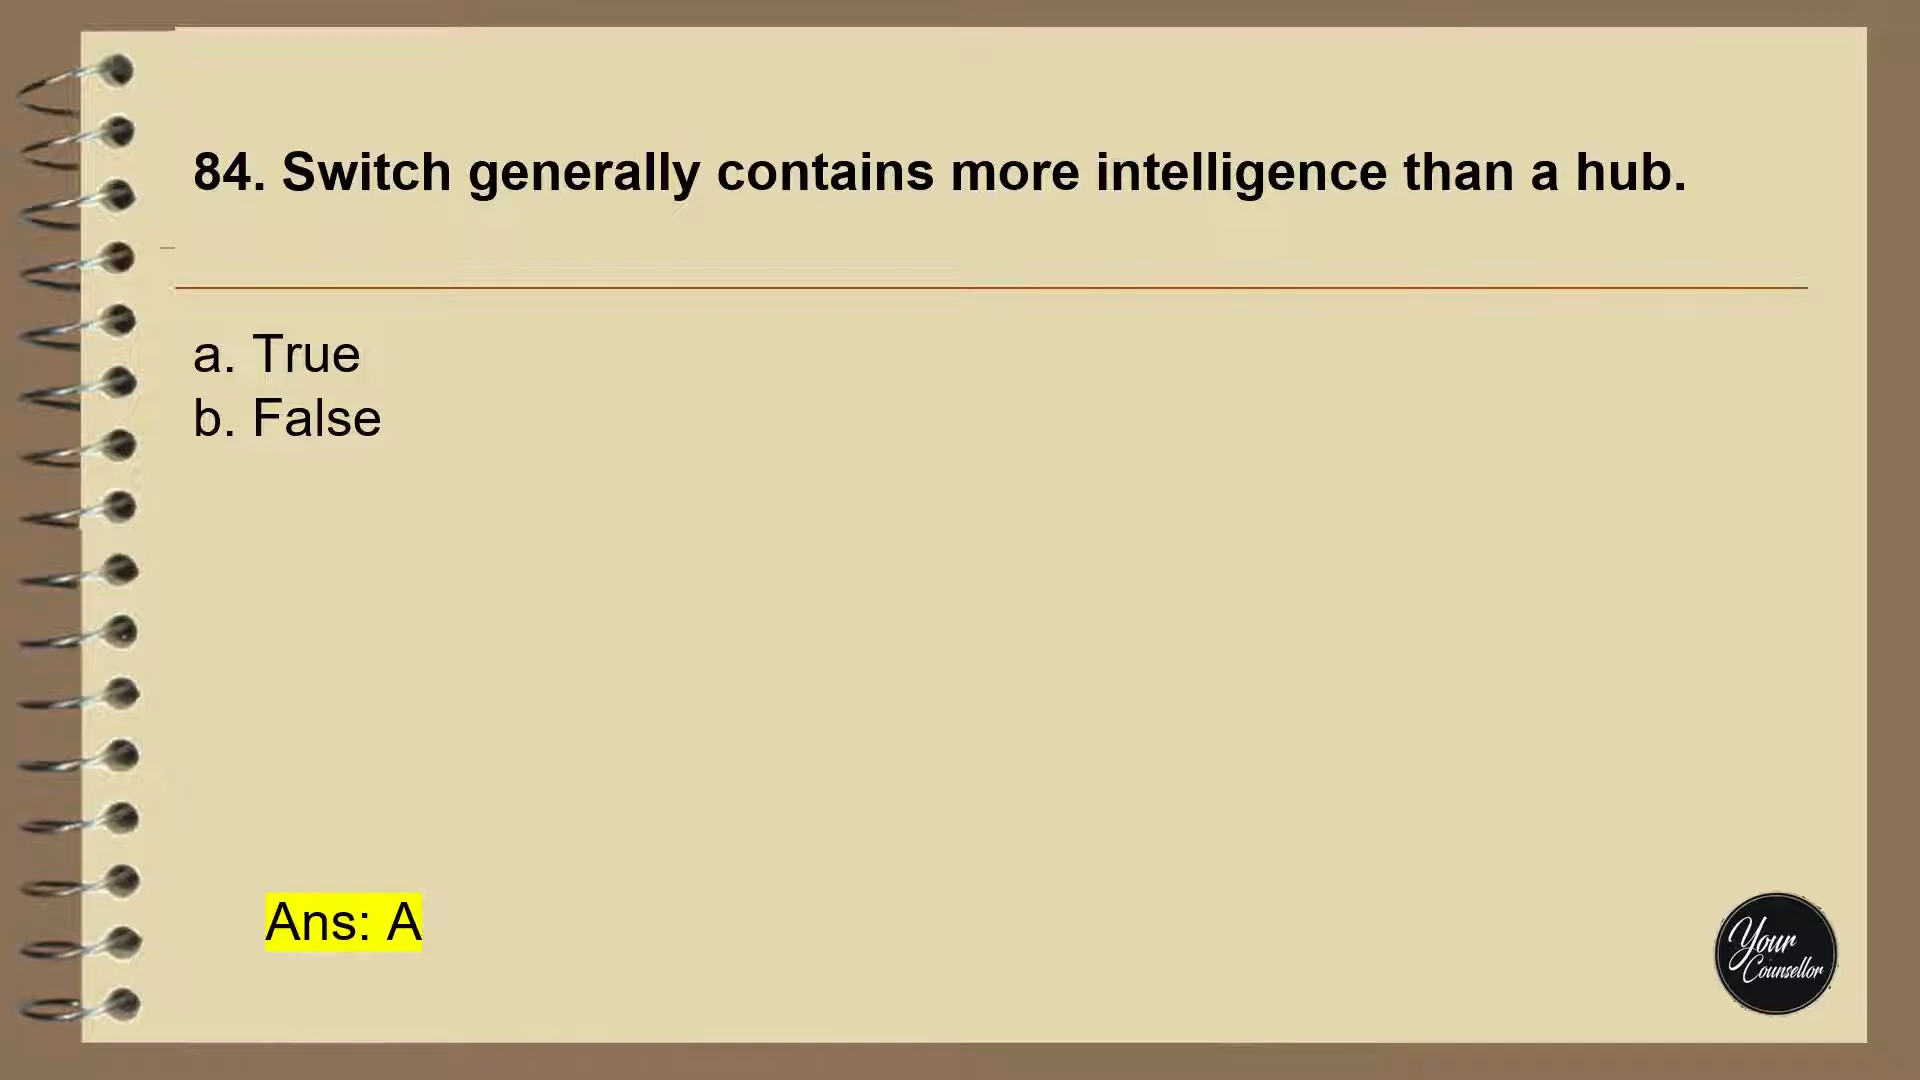 84. Switch generally contains more intelligence than a hub.
a. True
b. False
Ans: A
Your
Counsellor